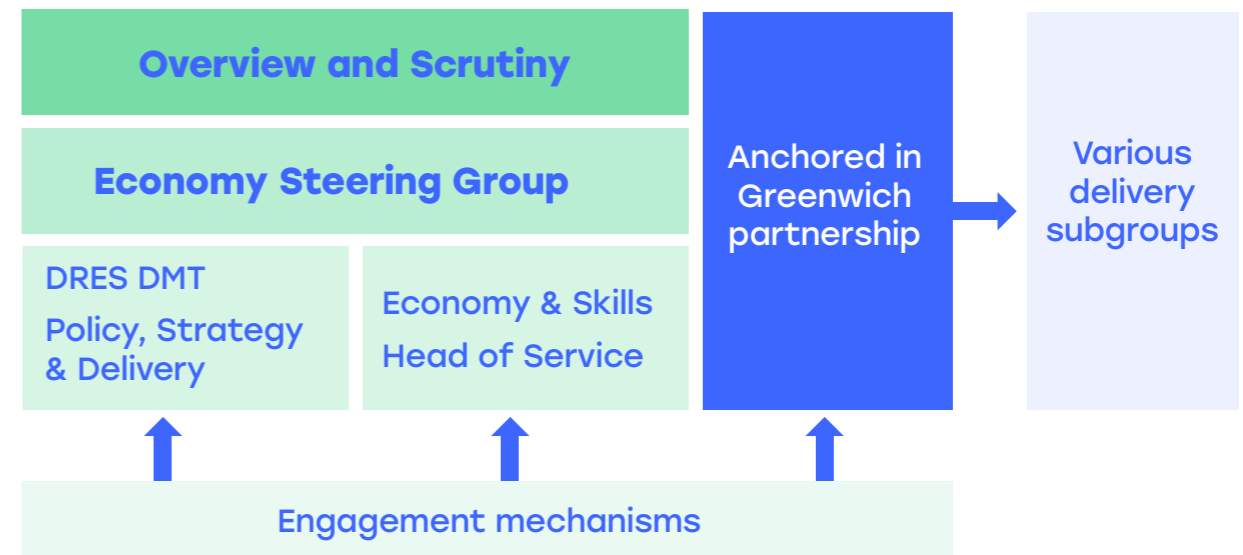 Overview and Scrutiny
Economy Steering Group
DRES DMT
Policy, Strategy
& Delivery
Economy & Skills
Head of Service
Anchored in
Greenwich
partnership
Various
delivery
subgroups
Engagement mechanisms